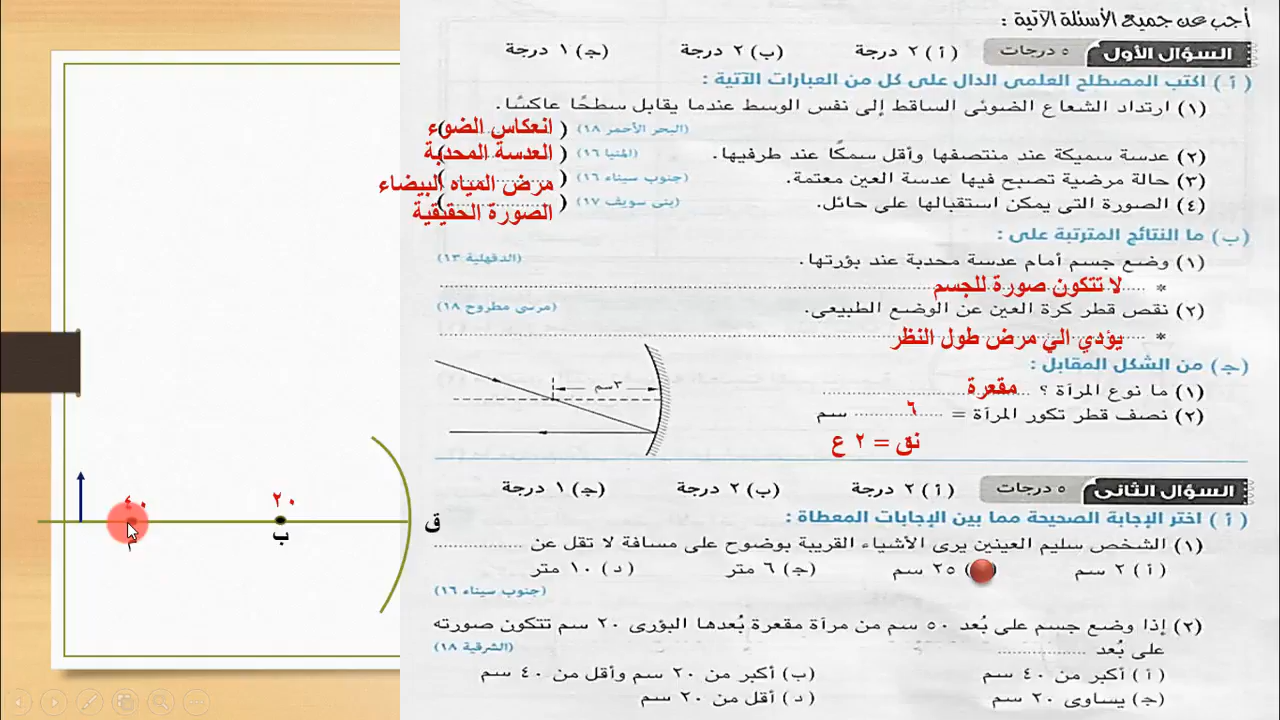 أجب عن جميع الأسئلة الآتية :
السؤال الأول ٥ درجات (أ) ٢ درجة (ب) ٢ درجة (جـ) ١ درجة
(أ) اكتب المصطلح العلمى الدال على كل من العبارات الآتية :
(١) ارتداد الشعاع الضوئى الساقط إلى نفس الوسط عندما يقابل سطحًا عاكسًا.
(البحر الأحمر ١٨) (انعكاس الضوء)
(٢) عدسة سميكة عند منتصفها وأقل سمكًا عند طرفيها. (المنيا ١٦) (العدسة المحدبة)
(٣) حالة مرضية تصبح فيها عدسة العين معتمة. (جنوب سيناء ١٦) (مرض المياه البيضاء)
(٤) الصورة التى يمكن استقبالها على حائل. (بنى سويف ١٧) (الصورة الحقيقية)
(ب) ما النتائج المترتبة على :
(١) وضع جسم أمام عدسة محدبة عند بؤرتها. (الدقهلية ١٣)
* لا تتكون صورة للجسم
(٢) نقص قطر كرة العين عن الوضع الطبيعى. (مرسى مطروح ١٨)
* يؤدي الي مرض طول النظر
(جـ) من الشكل المقابل :
(١) ما نوع المرآة ؟ مقعرة
(٢) نصف قطر تكور المرآة = ٦ سم
نق = ٢ ع
٣ سم
السؤال الثانى ٥ درجات (أ) ٢ درجة (ب) ٢ درجة (جـ) ١ درجة
(أ) اختر الإجابة الصحيحة مما بين الإجابات المعطاة :
(١) الشخص سليم العينين يرى الأشياء القريبة بوضوح على مسافة لا تقل عن ............
(أ) ٢ سم ( ) ٢٥ سم (جـ) ٦ متر (د) ١٠ متر
(جنوب سيناء ١٦)
(٢) إذا وضع جسم على بُعد ٥٠ سم من مرآة مقعرة بُعدها البؤرى ٢٠ سم تتكون صورته
على بُعد ............ (الشرقية ١٨)
(أ) أكبر من ٤٠ سم (ب) أكبر من ٢٠ سم وأقل من ٤٠ سم
(جـ) يساوى ٢٠ سم (د) أقل من ٢٠ سم
٤٠
٢٠
ق
ب
م